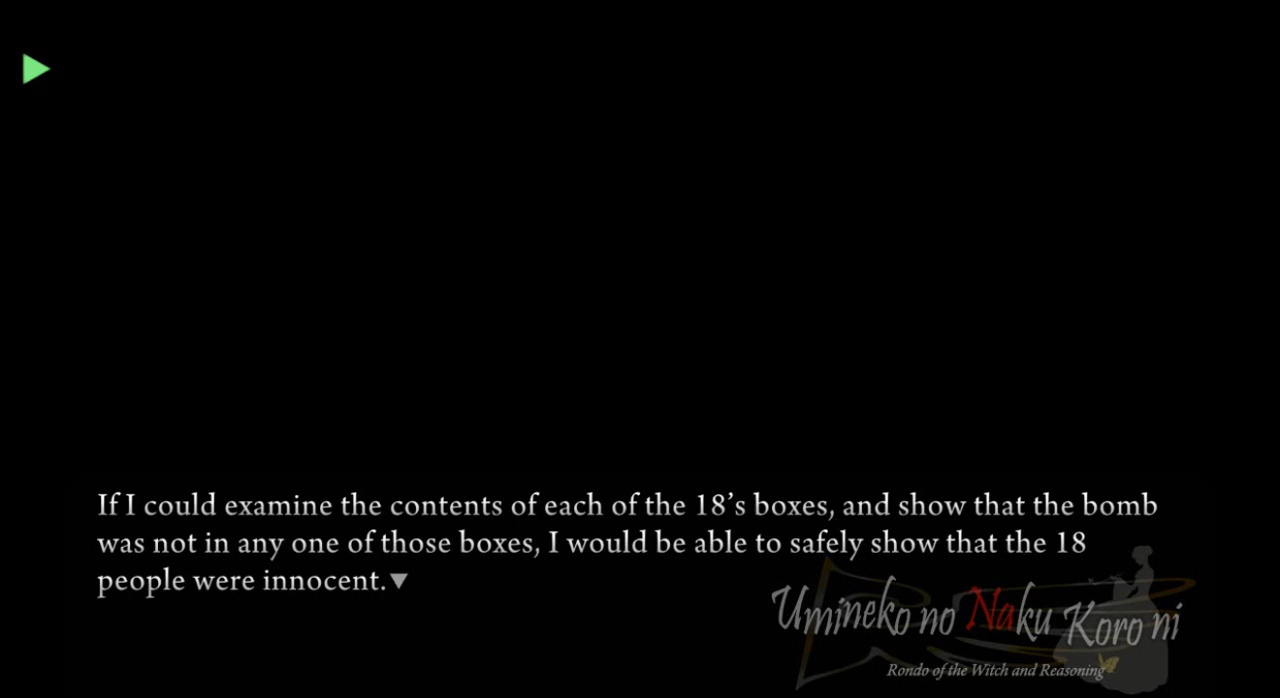 If I could examine the contents of each of the 18’s boxes, and show that the bomb
was not in any one of those boxes, I would be able to safely show that the 18
people were innocent.
Umineko no Naku Koro ni
Rondo of the Witch and Reasoning